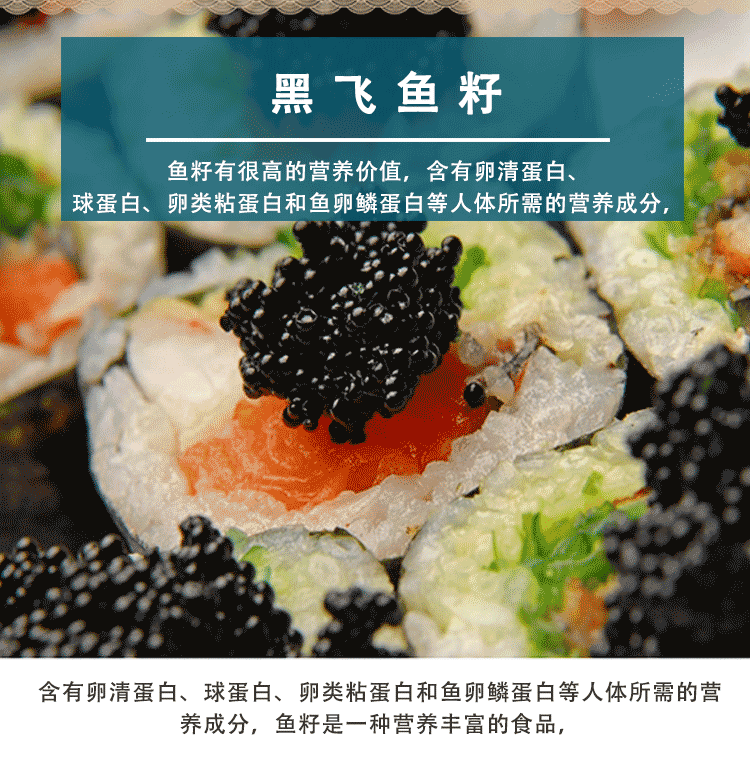 黑飞鱼籽
鱼籽有很高的营养价值，含有卵清蛋白、
球蛋白、卵类粘蛋白和鱼卵鳞蛋白等人体所需的营养成分，
含有卵清蛋白、球蛋白、卵类粘蛋白和鱼卵鳞蛋白等人体所需的营
养成分，鱼籽是一种营养丰富的食品，